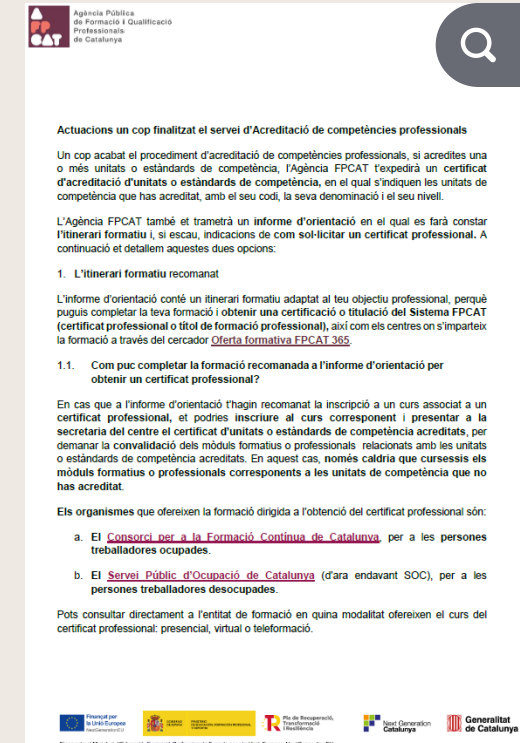 Agència Pública
de Formació i Qualificació
Professionals
de Catalunya
A
FP
CAT
Actuacions un cop finalitzat el servei d'Acreditació de competències professionals
Un cop acabat el procediment d'acreditació de competències professionals, si acredites una
o més unitats o estàndards de competència, l'Agència FPCAT t'expedirà un certificat
d'acreditació d'unitats o estàndards de competència, en el qual s'indiquen les unitats de
competència que has acreditat, amb el seu codi, la seva denominació i el seu nivell.
L'Agència FPCAT també et trametrà un informe d'orientació en el qual es farà constar
l'itinerari formatiu i, si escau, indicacions de com sol·licitar un certificat professional. A
continuació et detallem aquestes dues opcions:
1. L'itinerari formatiu recomanat
L'informe d'orientació conté un itinerari formatiu adaptat al teu objectiu professional, perquè
puguis completar la teva formació i obtenir una certificació o titulació del Sistema FPCAT
(certificat professional o títol de formació professional), així com els centres on s'imparteix
la formació a través del cercador Oferta formativa FPCAT 365.
1.1. Com puc completar la formació recomanada a l'informe d'orientació per
obtenir un certificat professional?
En cas que a l'informe d'orientació t'hagin recomanat la inscripció a un curs associat a un
certificat professional, et podries inscriure al curs corresponent i presentar a la
secretaria del centre el certificat d'unitats o estàndards de competència acreditats, per
demanar la convalidació dels mòduls formatius o professionals relacionats amb les unitats
o estàndards de competència acreditats. En aquest cas, només caldria que cursessis els
mòduls formatius o professionals corresponents a les unitats de competència que no
has acreditat.
Els organismes que ofereixen la formació dirigida a l'obtenció del certificat professional són:
a. El Consorci per a la Formació Contínua de Catalunya, per a les persones
treballadores ocupades.
b. El Servei Públic d'Ocupació de Catalunya (d'ara endavant SOC), per a les
persones treballadores desocupades.
Pots consultar directament a l'entitat de formació en quina modalitat ofereixen el curs del
certificat professional: presencial, virtual o teleformació.
Finançat per
la Unió Europea
NextGenerationEU
Pla de Recuperació,
Transformació
i Resiliència
Next Generation
Catalunya
Generalitat
de Catalunya